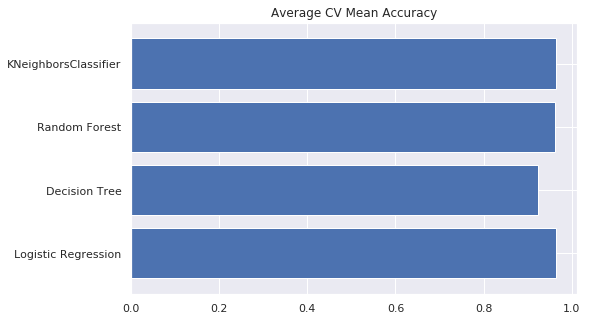 Average CV Mean Accuracy
KNeighborsClassifier
Random Forest
Decision Tree
Logistic Regression
0.0 0.2 0.4 0.6 0.8 1.0